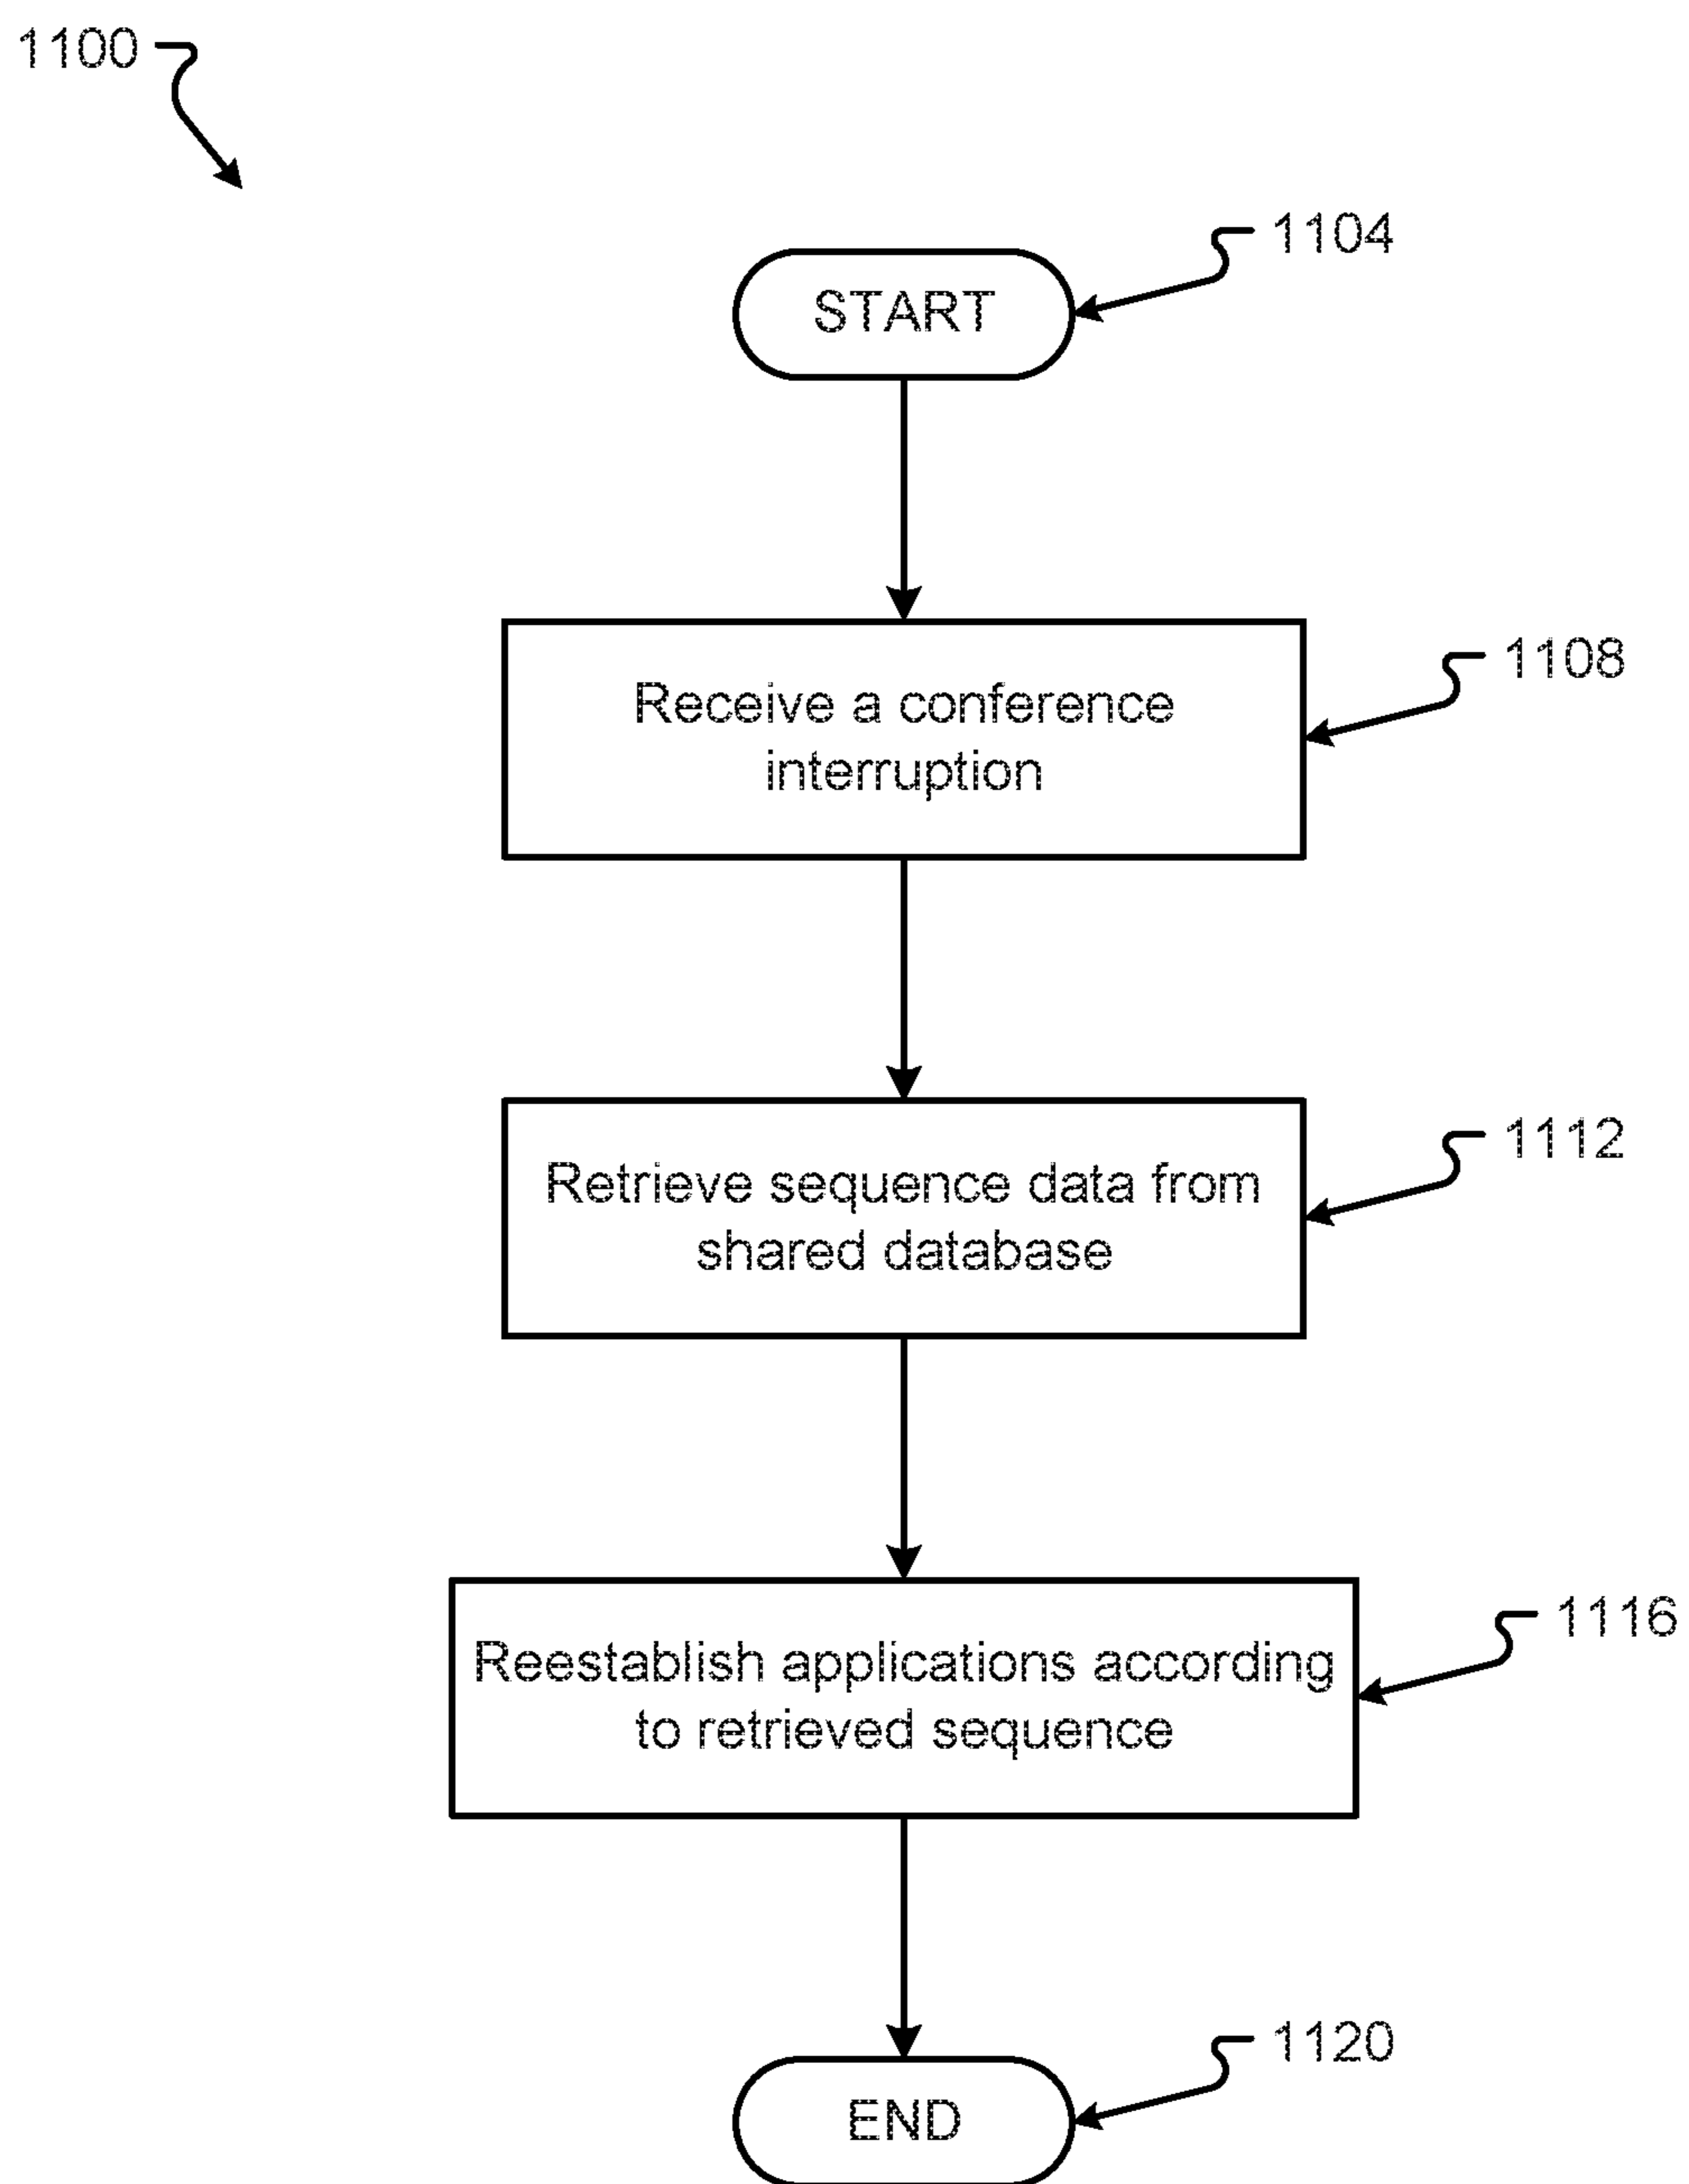 1100
1104
START
1108
Receive a conference
interruption
1112
Retrieve sequence data from
shared database
1116
Reestablish applications according
to retrieved sequence
1120
END